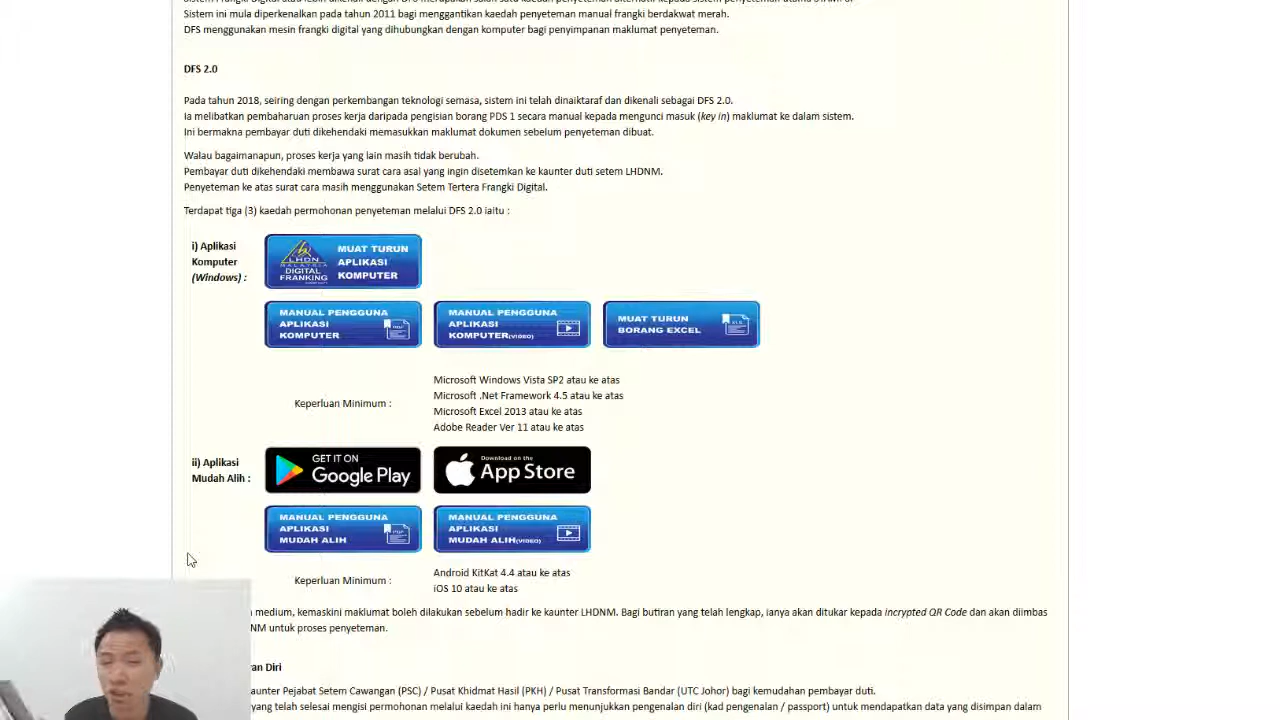 Sistem ini mula diperkenalkan pada tahun 2011 bagi menggantikan kaedah penyeteman manual frangki berdakwat merah.
DFS menggunakan mesin frangki digital yang dihubungkan dengan komputer bagi penyimpanan maklumat penyeteman.
DFS 2.0
Pada tahun 2018, seiring dengan perkembangan teknologi semasa, sistem ini telah dinaiktaraf dan dikenali sebagai DFS 2.0.
Ia melibatkan pembaharuan proses kerja daripada pengisian borang PDS 1 secara manual kepada mengunci masuk (key in) maklumat ke dalam sistem.
Ini bermakna pembayar duti dikehendaki memasukkan maklumat dokumen sebelum penyeteman dibuat.
Walau bagaimanapun, proses kerja yang lain masih tidak berubah.
Pembayar duti dikehendaki membawa surat cara asal yang ingin disetemkan ke kaunter duti setem LHDNM.
Penyeteman ke atas surat cara masih menggunakan Setem Tertera Frangki Digital.
Terdapat tiga (3) kaedah permohonan penyeteman melalui DFS 2.0 iaitu :
i) Aplikasi
Komputer
(Windows) :
LHDN
MALAYSIA
DIGITAL
FRANKING
MUAT TURUN
APLIKASI
KOMPUTER
MANUAL PENGGUNA
APLIKASI
KOMPUTER
MANUAL PENGGUNA
APLIKASI
KOMPUTER(VIDEO)
MUAT TURUN
BORANG EXCEL
Keperluan Minimum :
Microsoft Windows Vista SP2 atau ke atas
Microsoft .Net Framework 4.5 atau ke atas
Microsoft Excel 2013 atau ke atas
Adobe Reader Ver 11 atau ke atas
ii) Aplikasi
Mudah Alih :
GET IT ON
Google Play
Download on the
App Store
MANUAL PENGGUNA
APLIKASI
MUDAH ALIH
MANUAL PENGGUNA
APLIKASI
MUDAH ALIH(VIDEO)
Keperluan Minimum :
Android KitKat 4.4 atau ke atas
iOS 10 atau ke atas
medium, kemaskini maklumat boleh dilakukan sebelum hadir ke kaunter LHDNM. Bagi butiran yang telah lengkap, ianya akan ditukar kepada incrypted QR Code dan akan diimbas
NM untuk proses penyeteman.
an Diri
aunter Pejabat Setem Cawangan (PSC) / Pusat Khidmat Hasil (PKH) / Pusat Transformasi Bandar (UTC Johor) bagi kemudahan pembayar duti.
yang telah selesai mengisi permohonan melalui kaedah ini hanya perlu menunjukkan pengenalan diri (kad pengenalan / passport) untuk mendapatkan data yang disimpan dalam